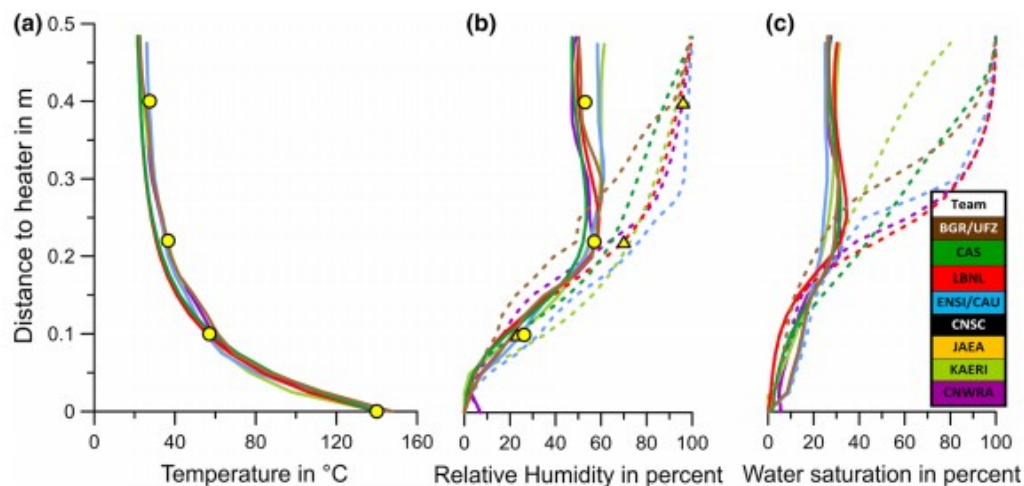 (a)
(b)
(c)
0.5
0.4
0.3
0.2
0.1
0
Distance to heater in m
0 40 80 120 160
Temperature in °C
0 20 40 60 80 100
Relative Humidity in percent
0 20 40 60 80 100
Water saturation in percent
Team
BGR/UFZ
CAS
LBNL
ENSI/CAU
CNSC
JAEA
KAERI
CNWRA